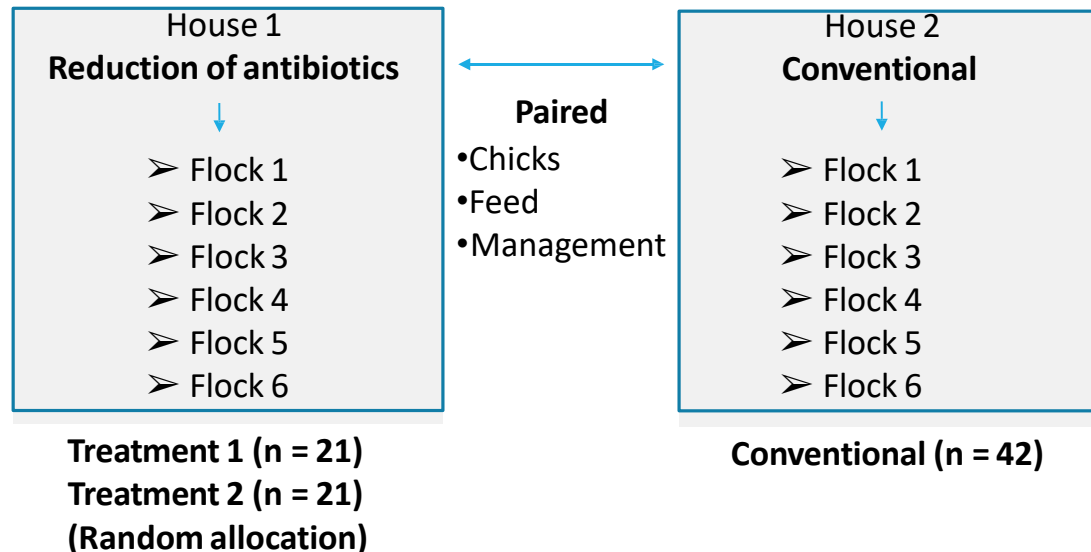 House 1
Reduction of antibiotics
➢ Flock 1
➢ Flock 2
➢ Flock 3
➢ Flock 4
➢ Flock 5
➢ Flock 6
Treatment 1 (n = 21)
Treatment 2 (n = 21)
(Random allocation)
Paired
•Chicks
•Feed
•Management
House 2
Conventional
➢ Flock 1
➢ Flock 2
➢ Flock 3
➢ Flock 4
➢ Flock 5
➢ Flock 6
Conventional (n = 42)